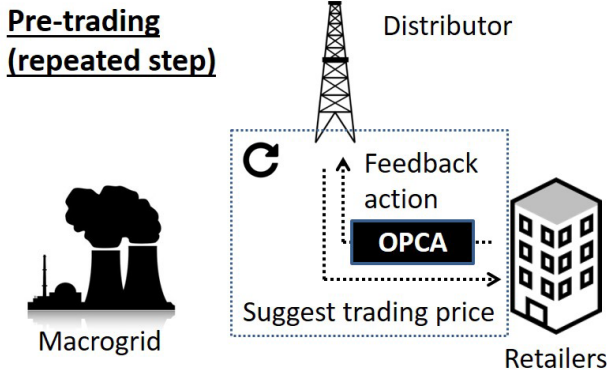 Pre-trading
(repeated step)
Distributor
Feedback
action
OPCA
Suggest trading price
Macrogrid
Retailers